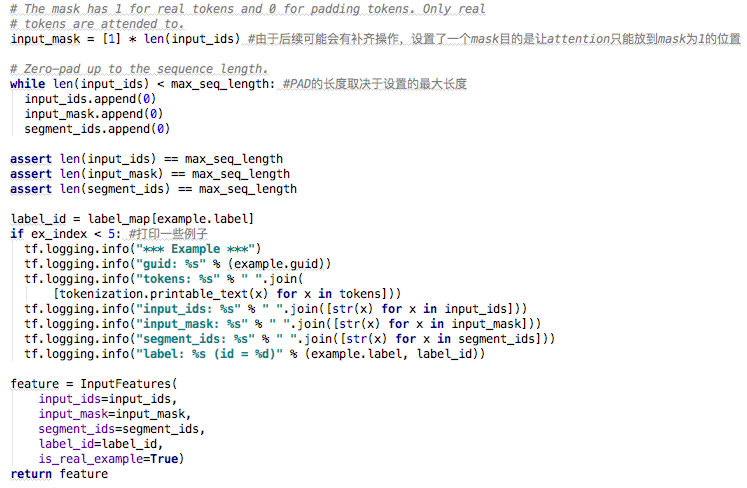 # The mask has 1 for real tokens and 0 for padding tokens. Only real
# tokens are attended to.
input_mask = [1] * len(input_ids) #由于后续可能会有补齐操作，设置了一个mask目的是让attention只能放到mask为1的位置
# Zero-pad up to the sequence length.
while len(input_ids) < max_seq_length: #PAD的长度取决于设置的最大长度
  input_ids.append(0)
  input_mask.append(0)
  segment_ids.append(0)
assert len(input_ids) == max_seq_length
assert len(input_mask) == max_seq_length
assert len(segment_ids) == max_seq_length
label_id = label_map[example.label]
if ex_index < 5: #打印一些例子
  tf.logging.info("*** Example ***")
  tf.logging.info("guid: %s" % (example.guid))
  tf.logging.info("tokens: %s" % " ".join(
      [tokenization.printable_text(x) for x in tokens]))
  tf.logging.info("input_ids: %s" % " ".join([str(x) for x in input_ids]))
  tf.logging.info("input_mask: %s" % " ".join([str(x) for x in input_mask]))
  tf.logging.info("segment_ids: %s" % " ".join([str(x) for x in segment_ids]))
  tf.logging.info("label: %s (id = %d)" % (example.label, label_id))
feature = InputFeatures(
    input_ids=input_ids,
    input_mask=input_mask,
    segment_ids=segment_ids,
    label_id=label_id,
    is_real_example=True)
return feature